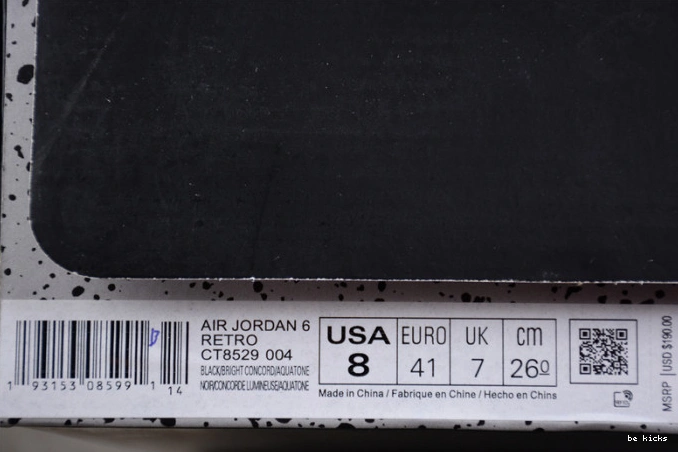 AIR JORDAN 6
RETRO
CT8529 004
BLACK/BRIGHT CONCORD/AQUATONE
NOIR/CONCORDE LUMINEUSE/AQUATONE
1 93153 08599 1 14
USA EURO UK cm
8 41 7 260
Made in China / Fabrique en Chine / Hecho en Chins
MSRP | USD $190.00
be kicks